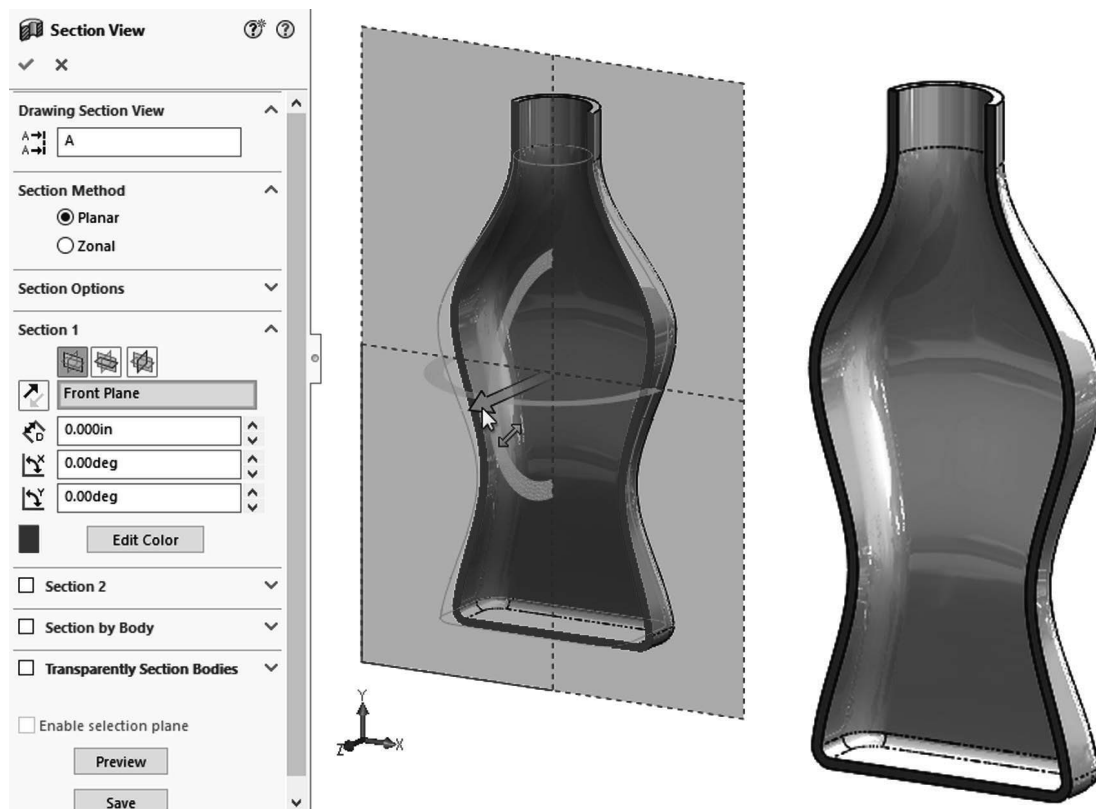 Section View
Drawing Section View
A
Section Method
Planar
Zonal
Section Options
Section 1
Front Plane
0.000in
0.00deg
0.00deg
Edit Color
Section 2
Section by Body
Transparently Section Bodies
Enable selection plane
Preview
Save
Y
Z X